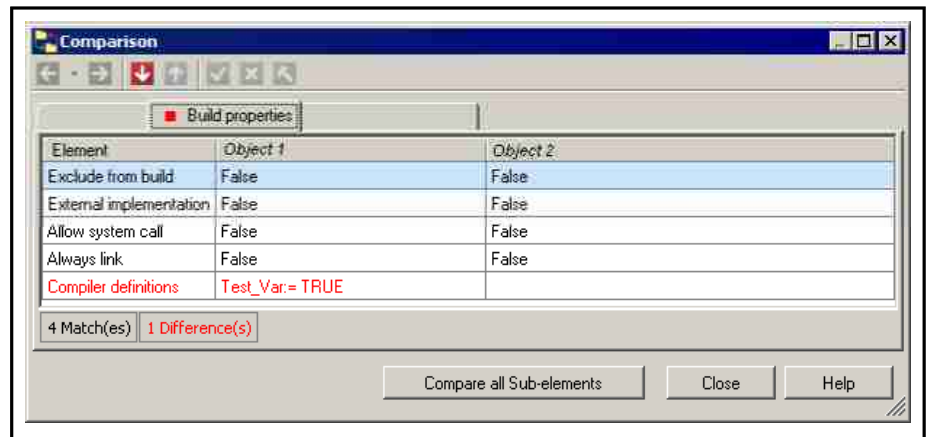 Comparison
Build properties
Element Object 1 Object 2
Exclude from build False False
External implementation False False
Allow system call False False
Always link False False
Compiler definitions Test_Var:= TRUE
4 Match(es) 1 Difference(s)
Compare all Sub-elements Close Help